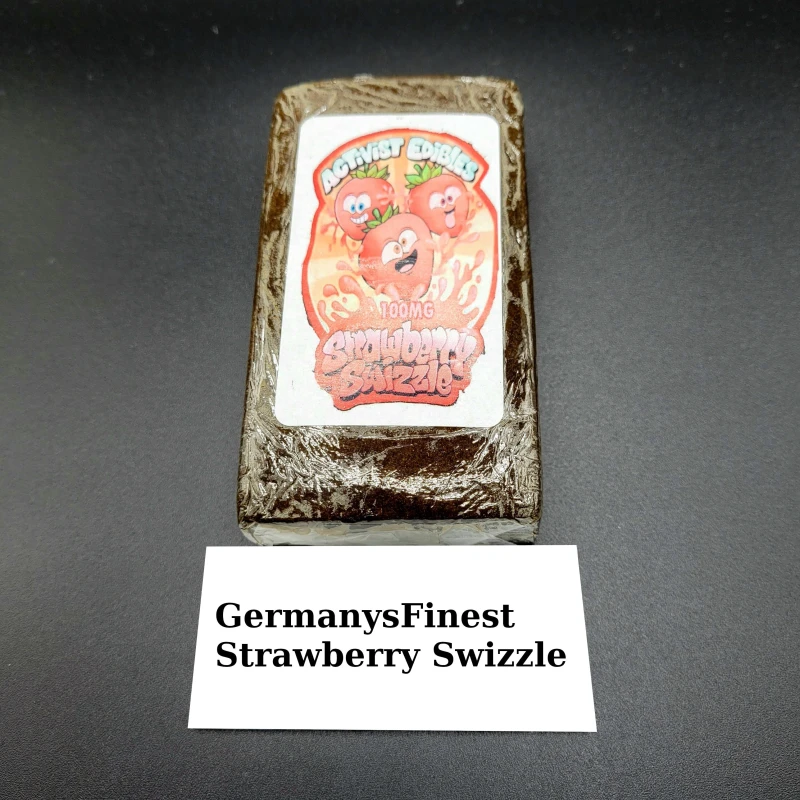 ACTIVIST EDIBLES
100MG
Strawberry
Swizzle
GermanysFinest
Strawberry Swizzle